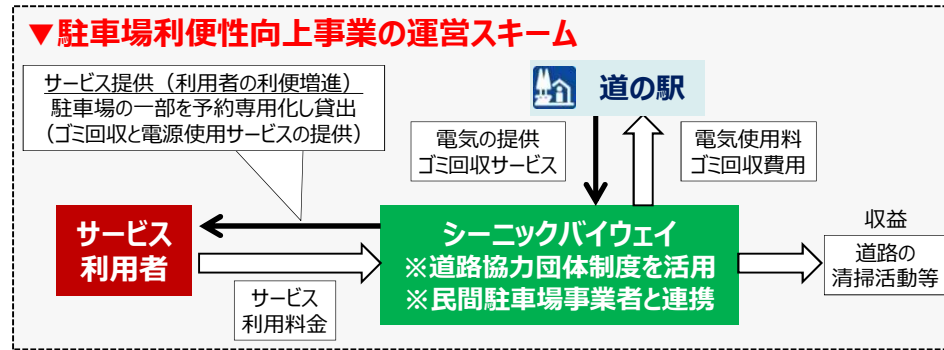 ▼駐車場利便性向上事業の運営スキーム
サービス提供（利用者の利便増進）
駐車場の一部を予約専用化し貸出
（ゴミ回収と電源使用サービスの提供）
道の駅
電気の提供
ゴミ回収サービス
電気使用料
ゴミ回収費用
サービス
利用者
シーニックバイウェイ
※道路協力団体制度を活用
※民間駐車場事業者と連携
収益
道路の
清掃活動等
サービス
利用料金